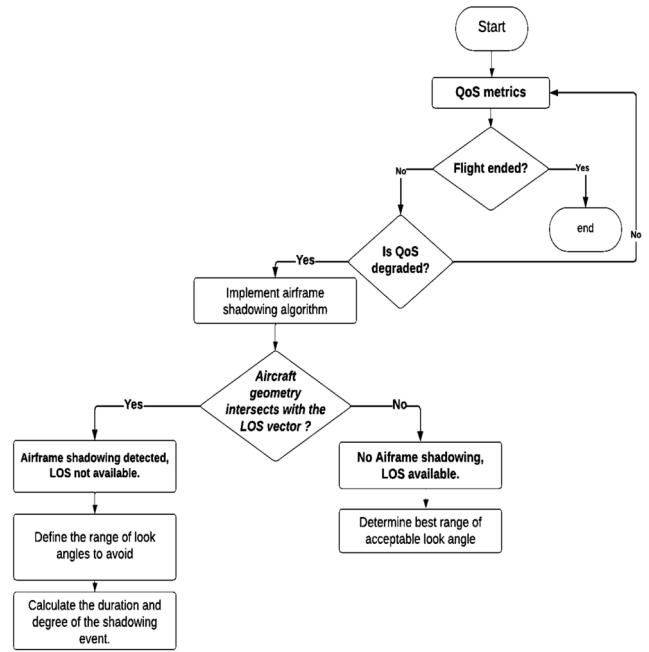 Start
QoS metrics
Flight ended?
No
Yes
end
Is QoS
degraded?
No
Yes
Implement airframe
shadowing algorithm
Aircraft
geometry
intersects with the
LOS vector ?
Yes
No
Airframe shadowing detected,
LOS not available.
No Aiframe shadowing,
LOS available.
Define the range of look
angles to avoid
Determine best range of
acceptable look angle
Calculate the duration and
degree of the shadowing
event.